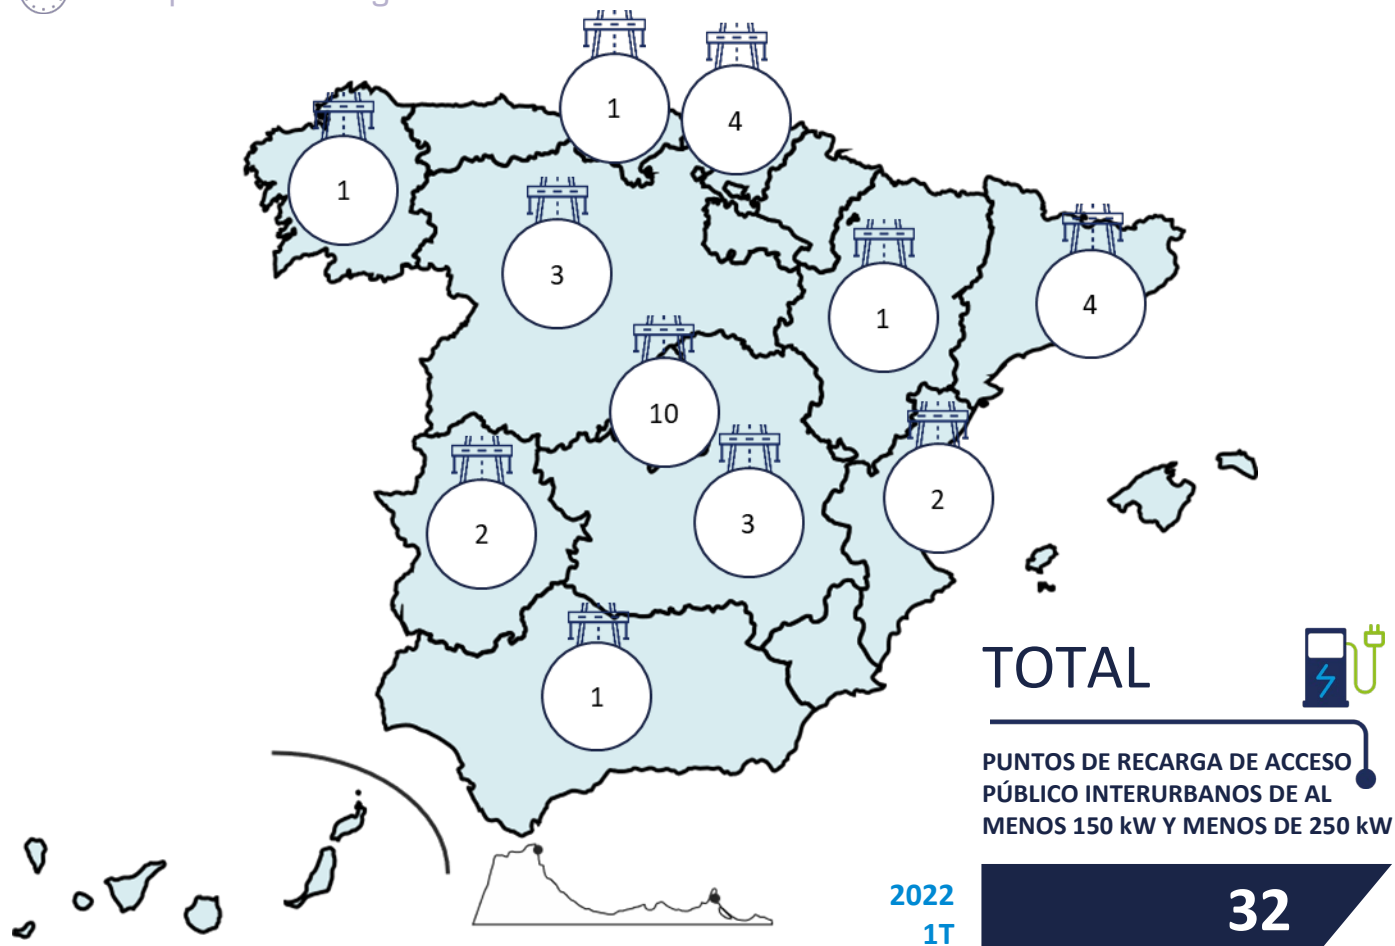 1
4
1
3
1
4
10
2
3
2
1
TOTAL
PUNTOS DE RECARGA DE ACCESO
PÚBLICO INTERURBANOS DE AL
MENOS 150 kW Y MENOS DE 250 kW
2022
1T
32